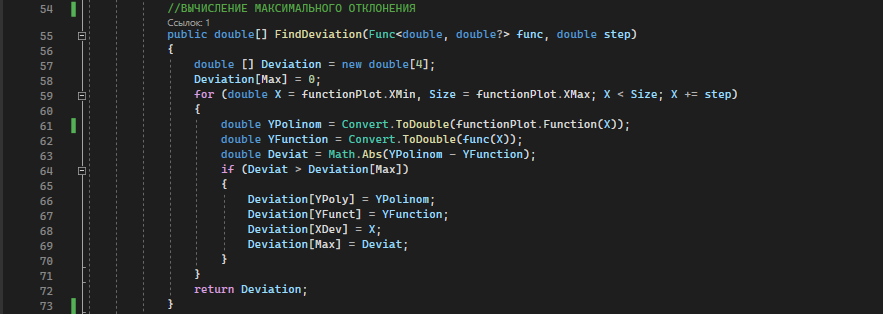 54 //ВЫЧИСЛЕНИЕ МАКСИМАЛЬНОГО ОТКЛОНЕНИЯ
Ссылок: 1
55 public double[] FindDeviation(Func<double, double?> func, double step)
56 {
57 double [] Deviation = new double[4];
58 Deviation[Max] = 0;
59 for (double X = functionPlot.XMin, Size = functionPlot.XMax; X < Size; X += step)
60 {
61 double YPolinom = Convert.ToDouble(functionPlot.Function(X));
62 double YFunction = Convert.ToDouble(func(X));
63 double Deviat = Math.Abs(YPolinom - YFunction);
64 if (Deviat > Deviation[Max])
65 {
66 Deviation[YPoly] = YPolinom;
67 Deviation[YFunct] = YFunction;
68 Deviation[XDev] = X;
69 Deviation[Max] = Deviat;
70 }
71 }
72 return Deviation;
73 }